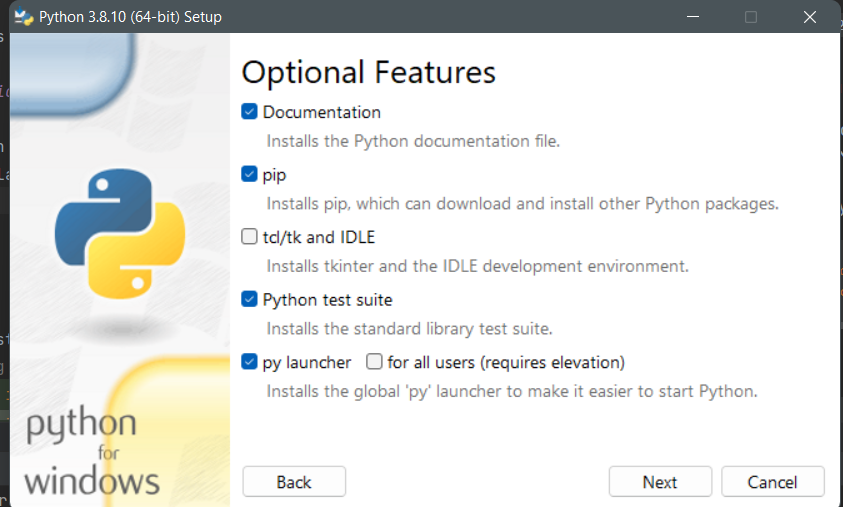 Python 3.8.10 (64-bit) Setup
Optional Features
Documentation
Installs the Python documentation file.
pip
Installs pip, which can download and install other Python packages.
tcl/tk and IDLE
Installs tkinter and the IDLE development environment.
Python test suite
Installs the standard library test suite.
py launcher for all users (requires elevation)
Installs the global 'py' launcher to make it easier to start Python.
python
for
windows
Back Next Cancel